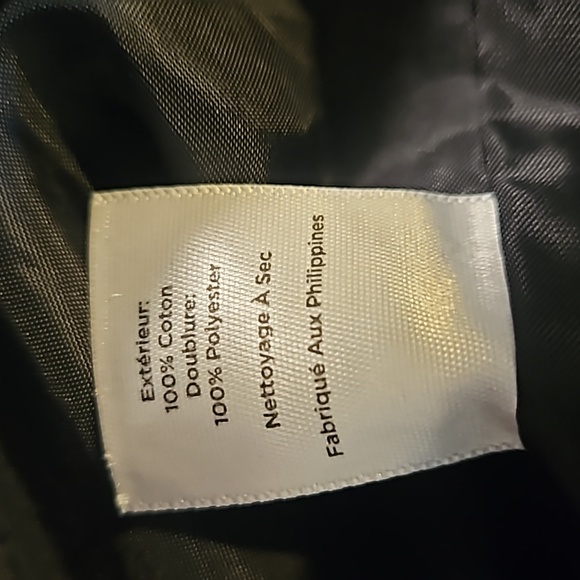 Extérieur:
100% Coton
Doublure:
100% Polyester
Nettoyage À Sec
Fabriqué Aux Philippines